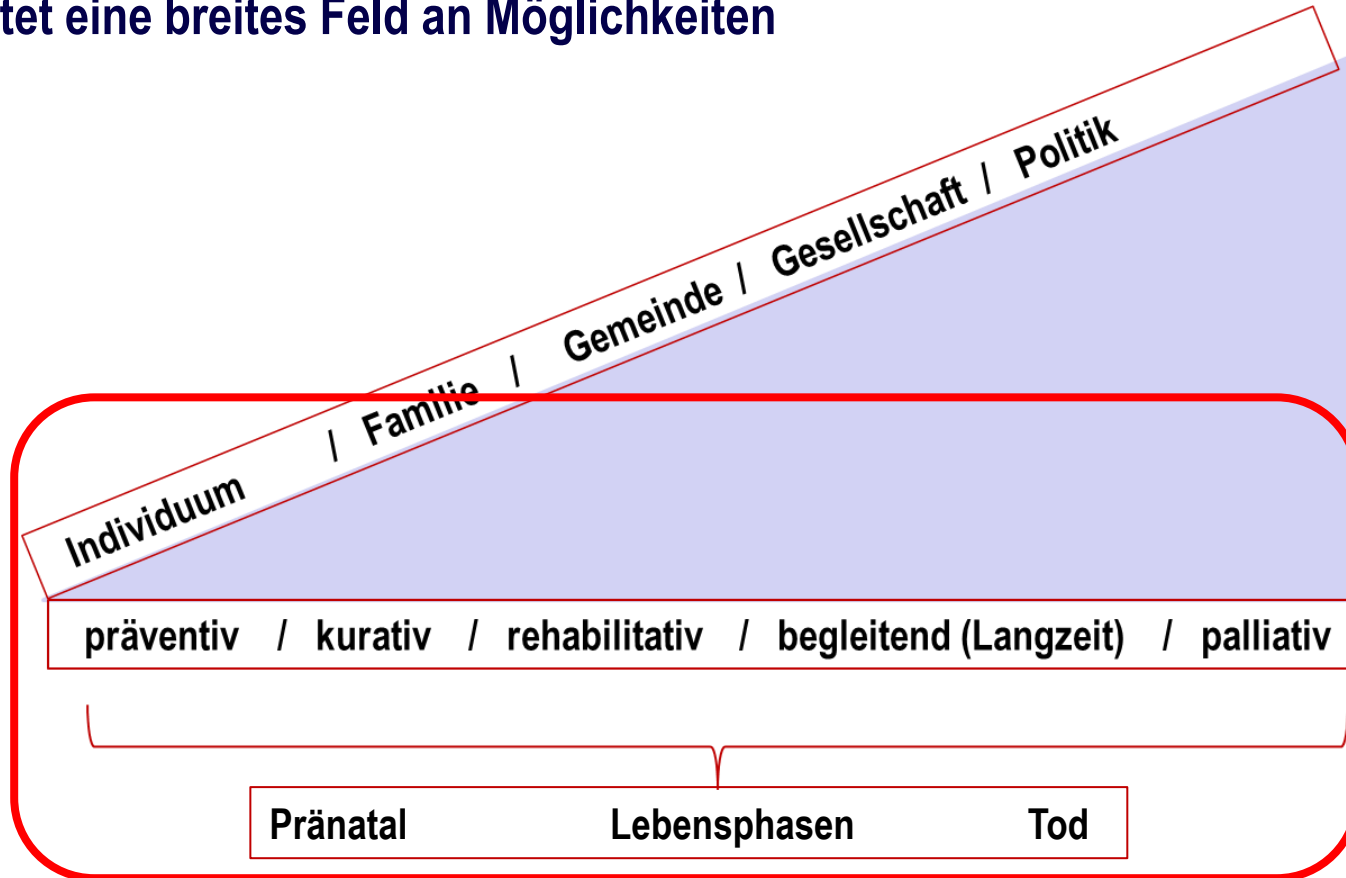 tet eine breites Feld an Möglichkeiten
Individuum / Familie / Gemeinde / Gesellschaft / Politik
präventiv / kurativ / rehabilitativ / begleitend (Langzeit) / palliativ
Pränatal Lebensphasen Tod